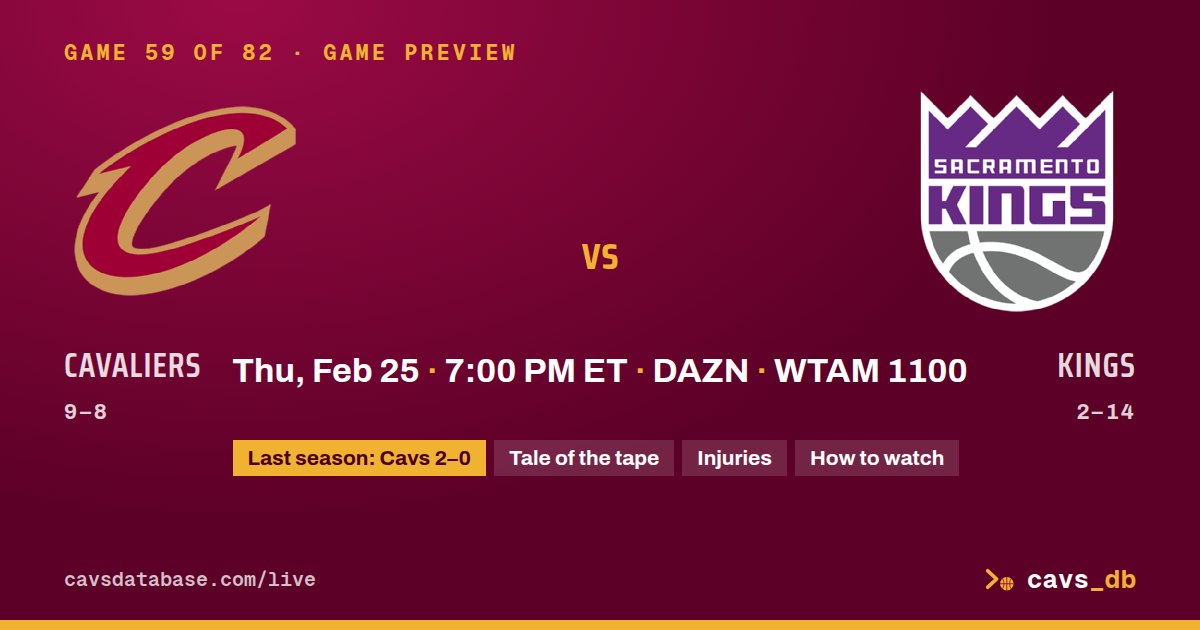 GAME 59 OF 82 · GAME PREVIEW
SACRAMENTO
KINGS
VS
CAVALIERS
9–8
Thu, Feb 25 · 7:00 PM ET · DAZN · WTAM 1100
KINGS
2–14
Last season: Cavs 2–0
Tale of the tape
Injuries
How to watch
cavsdatabase.com/live
cavs_db